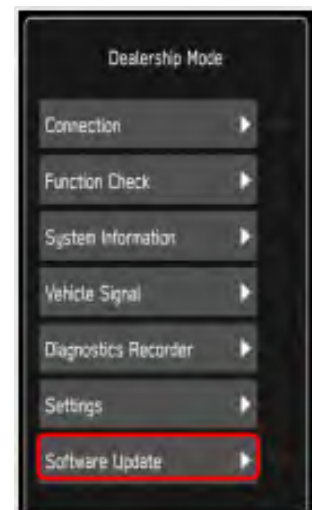 Dealership Mode
Connection
Function Check
System Information
Vehicle Signal
Diagnostics Recorder
Settings
Software Update